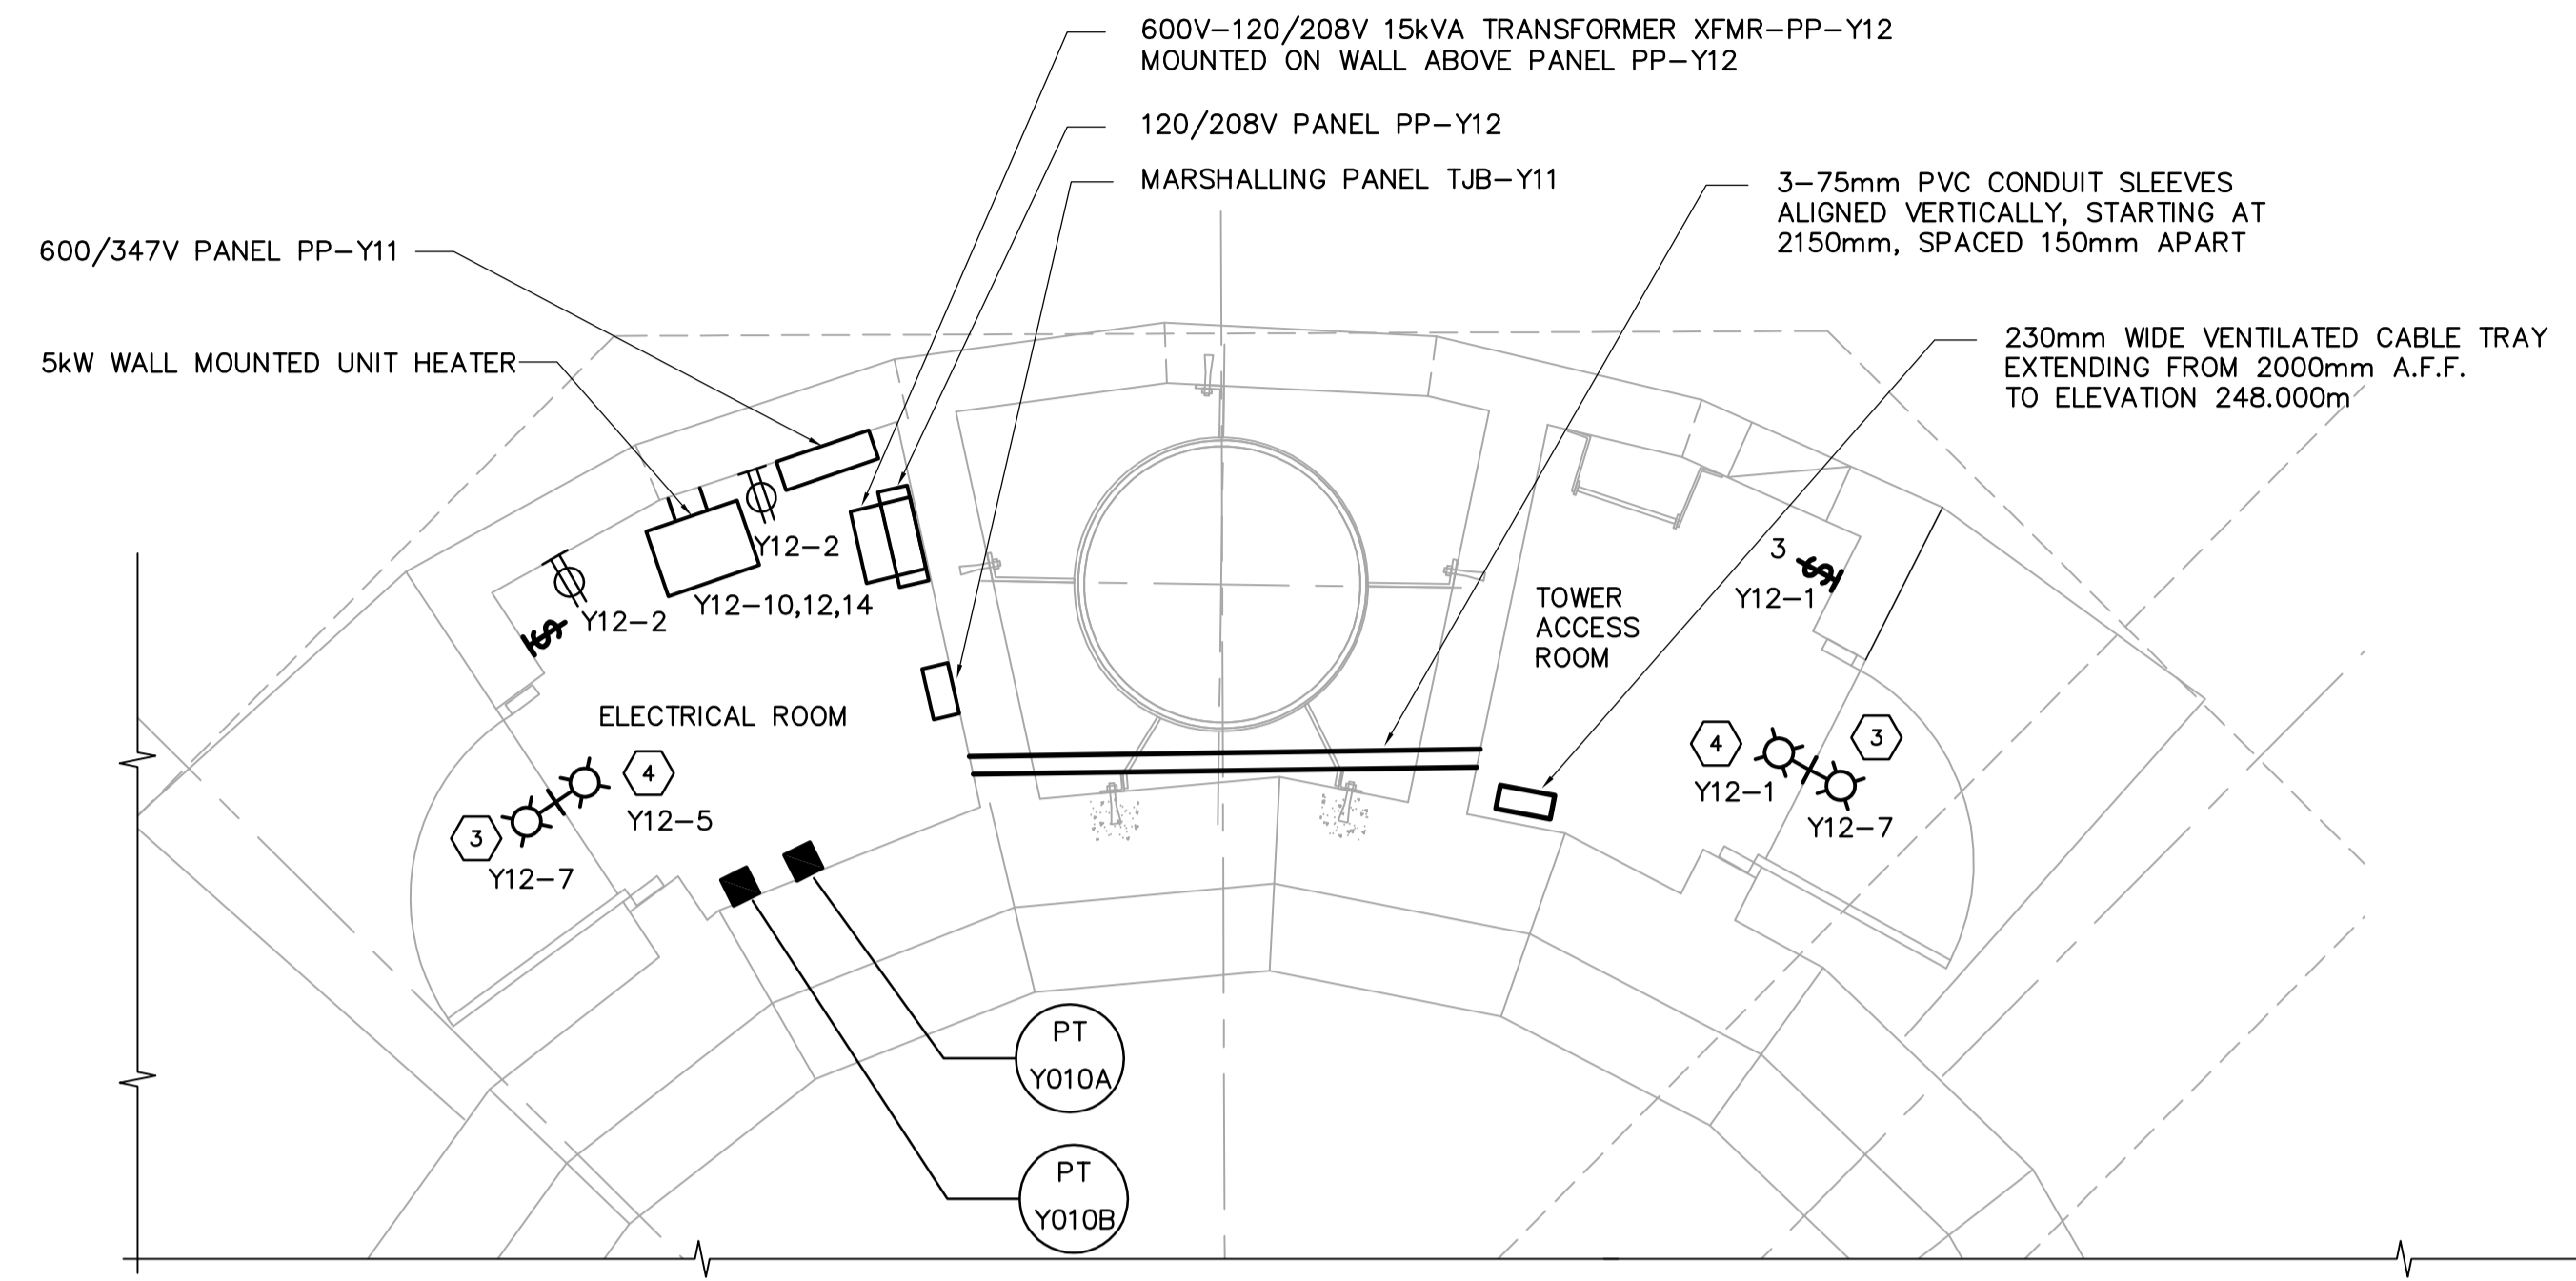 600V-120/208V 15kVA TRANSFORMER XFMR-PP-Y12
MOUNTED ON WALL ABOVE PANEL PP-Y12
120/208V PANEL PP-Y12
MARSHALLING PANEL TJB-Y11
3-75mm PVC CONDUIT SLEEVES
ALIGNED VERTICALLY, STARTING AT
2150mm, SPACED 150mm APART
600/347V PANEL PP-Y11
5kW WALL MOUNTED UNIT HEATER
230mm WIDE VENTILATED CABLE TRAY
EXTENDING FROM 2000mm A.F.F.
TO ELEVATION 248.000m
Y12-2
Y12-10,12,14
Y12-2
$
3
$
Y12-1
TOWER
ACCESS
ROOM
ELECTRICAL ROOM
4
Y12-5
3
Y12-7
4
Y12-1
3
Y12-7
PT
Y010A
PT
Y010B